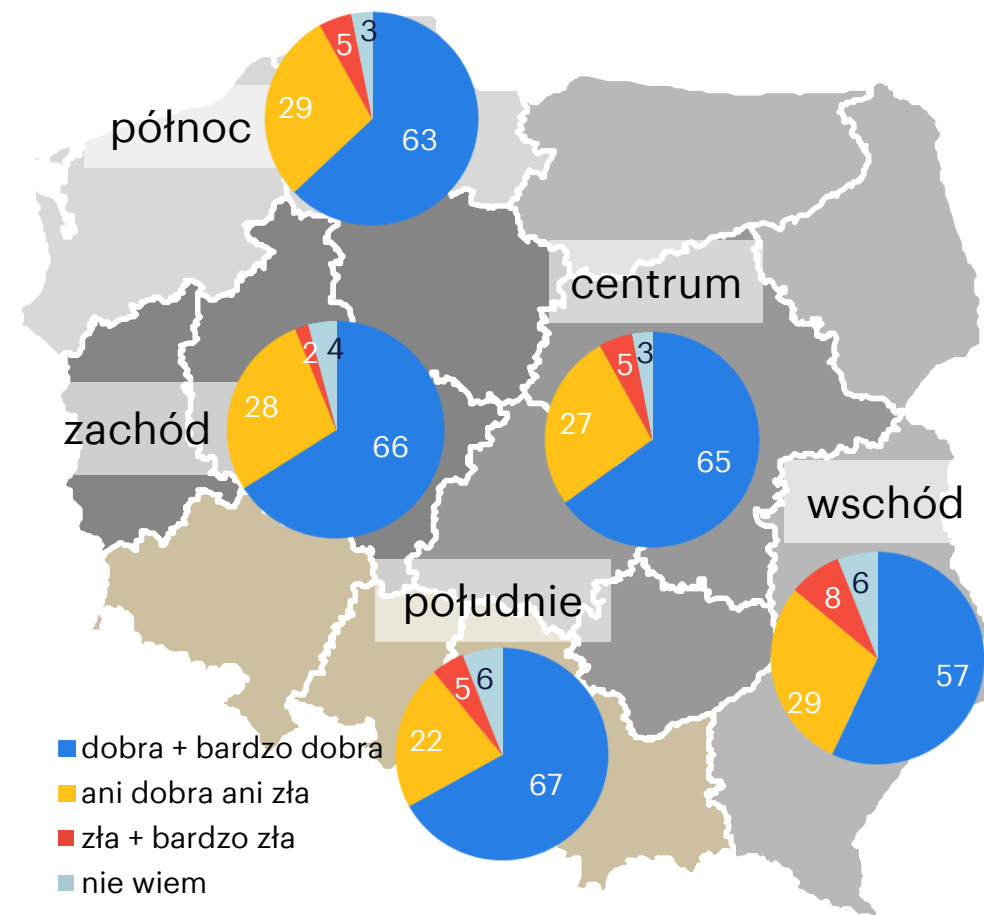 północ
3
5
29
63
centrum
3
5
27
65
zachód
4
2
28
66
wschód
6
8
29
57
południe
6
5
22
67
dobra + bardzo dobra
ani dobra ani zła
zła + bardzo zła
nie wiem